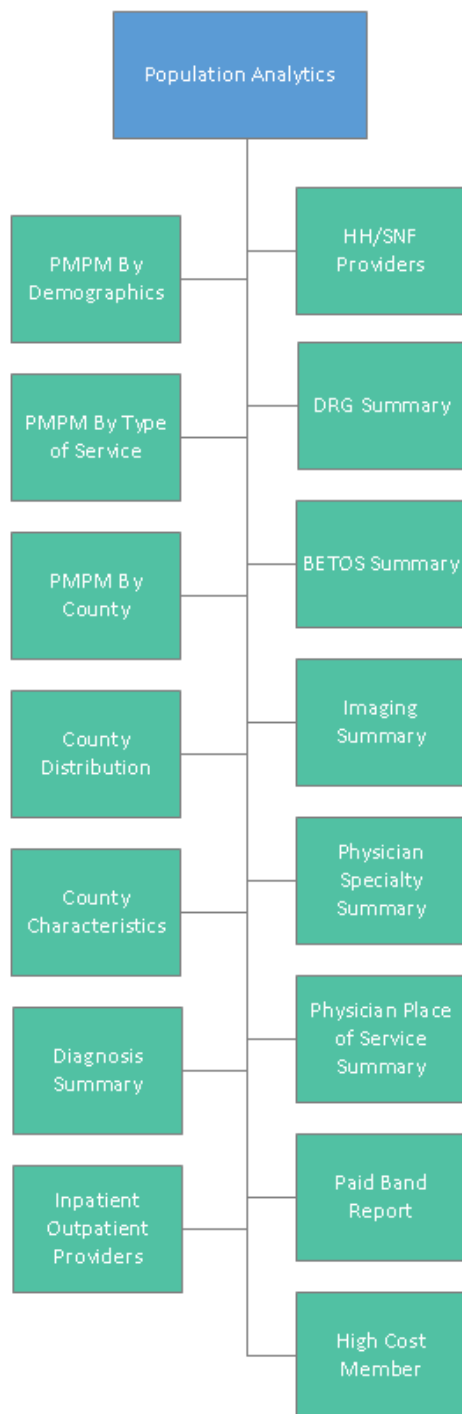 Population Analytics
PMPM By
Demographics
PMPM By Type
of Service
PMPM By
County
County
Distribution
County
Characteristics
Diagnosis
Summary
Inpatient
Outpatient
Providers
HH/SNF
Providers
DRG Summary
BETOS Summary
Imaging
Summary
Physician
Specialty
Summary
Physician Place
of Service
Summary
Paid Band
Report
High Cost
Member